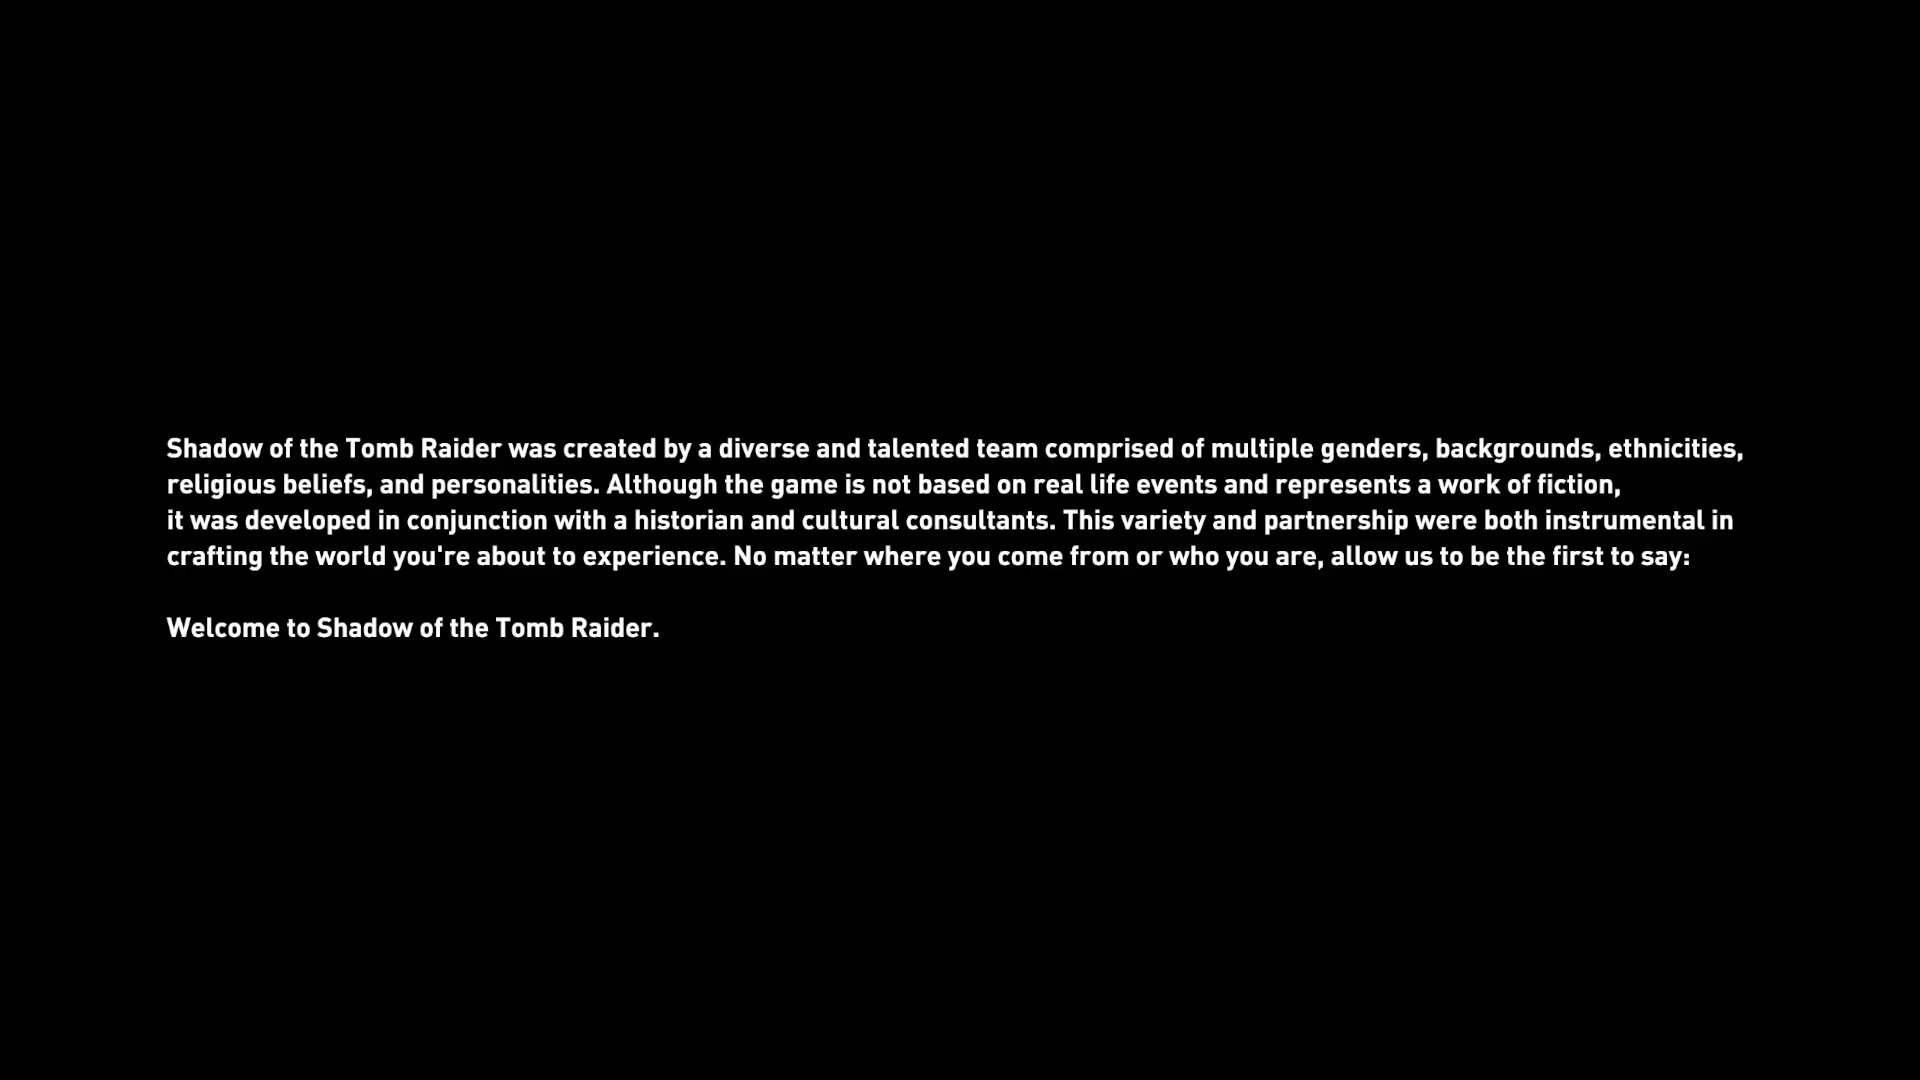 Shadow of the Tomb Raider was created by a diverse and talented team comprised of multiple genders, backgrounds, ethnicities,
religious beliefs, and personalities. Although the game is not based on real life events and represents a work of fiction,
it was developed in conjunction with a historian and cultural consultants. This variety and partnership were both instrumental in
crafting the world you're about to experience. No matter where you come from or who you are, allow us to be the first to say:
Welcome to Shadow of the Tomb Raider.